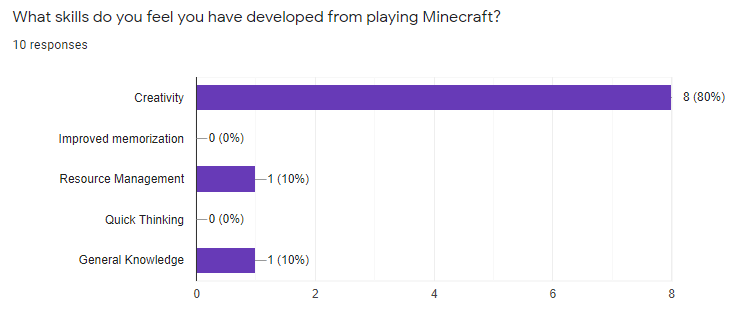 What skills do you feel you have developed from playing Minecraft?
10 responses
Creativity 8 (80%)
Improved memorization 0 (0%)
Resource Management 1 (10%)
Quick Thinking 0 (0%)
General Knowledge 1 (10%)
0 2 4 6 8